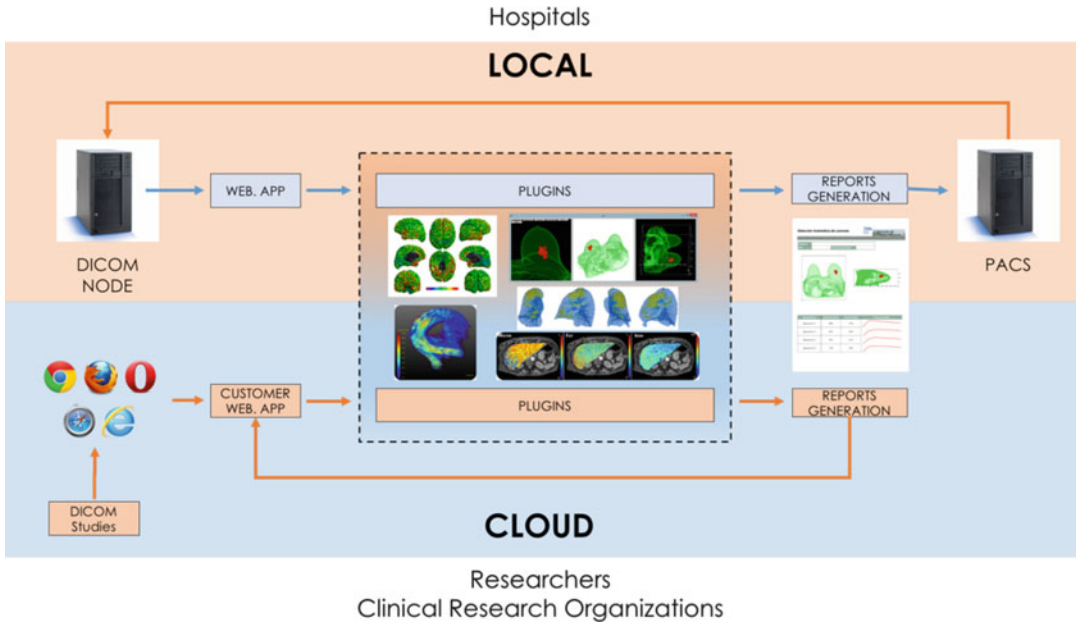 Hospitals
LOCAL
WEB. APP
PLUGINS
REPORTS
GENERATION
DICOM
NODE
PACS
CUSTOMER
WEB. APP
PLUGINS
REPORTS
GENERATION
DICOM
Studies
CLOUD
Researchers
Clinical Research Organizations